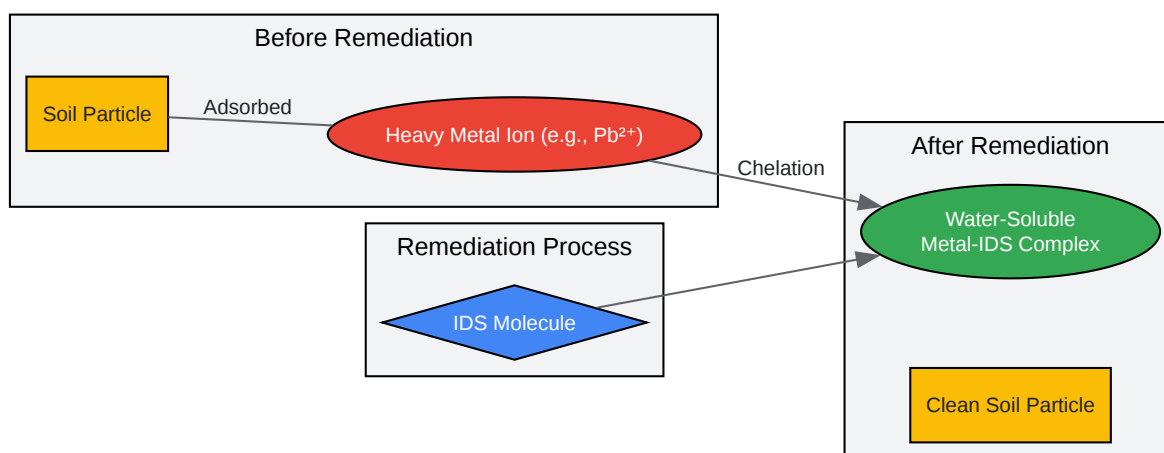 Before Remediation
Soil Particle
Adsorbed
Heavy Metal Ion (e.g., Pb²⁺)
Chelation
Remediation Process
IDS Molecule
After Remediation
Water-Soluble
Metal-IDS Complex
Clean Soil Particle